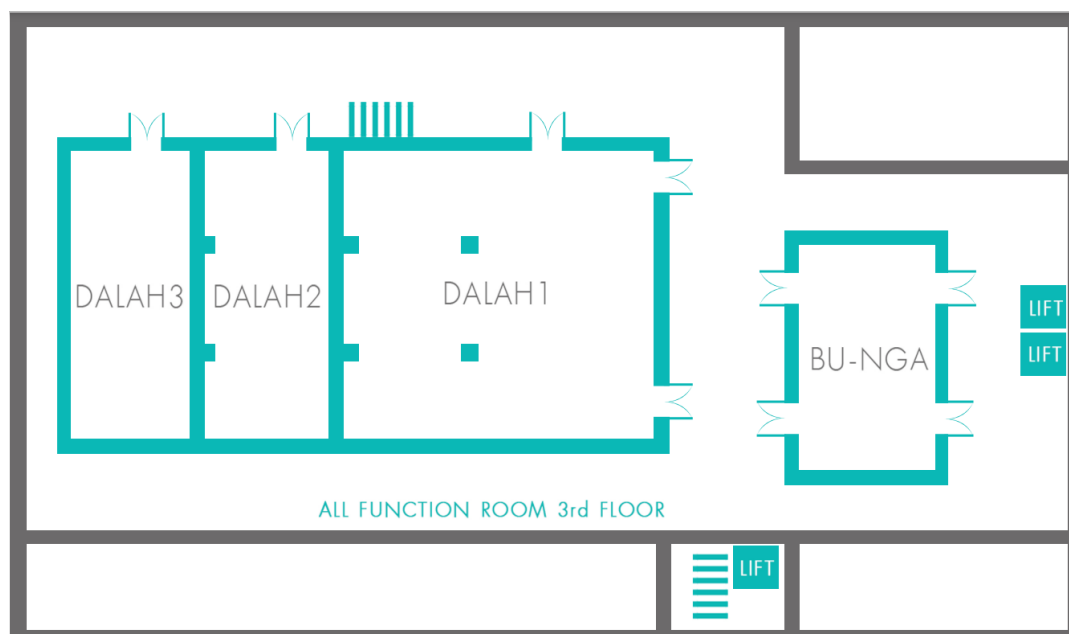 DALAH3
DALAH2
DALAH1
BU-NGA
LIFT
LIFT
ALL FUNCTION ROOM 3rd FLOOR
LIFT